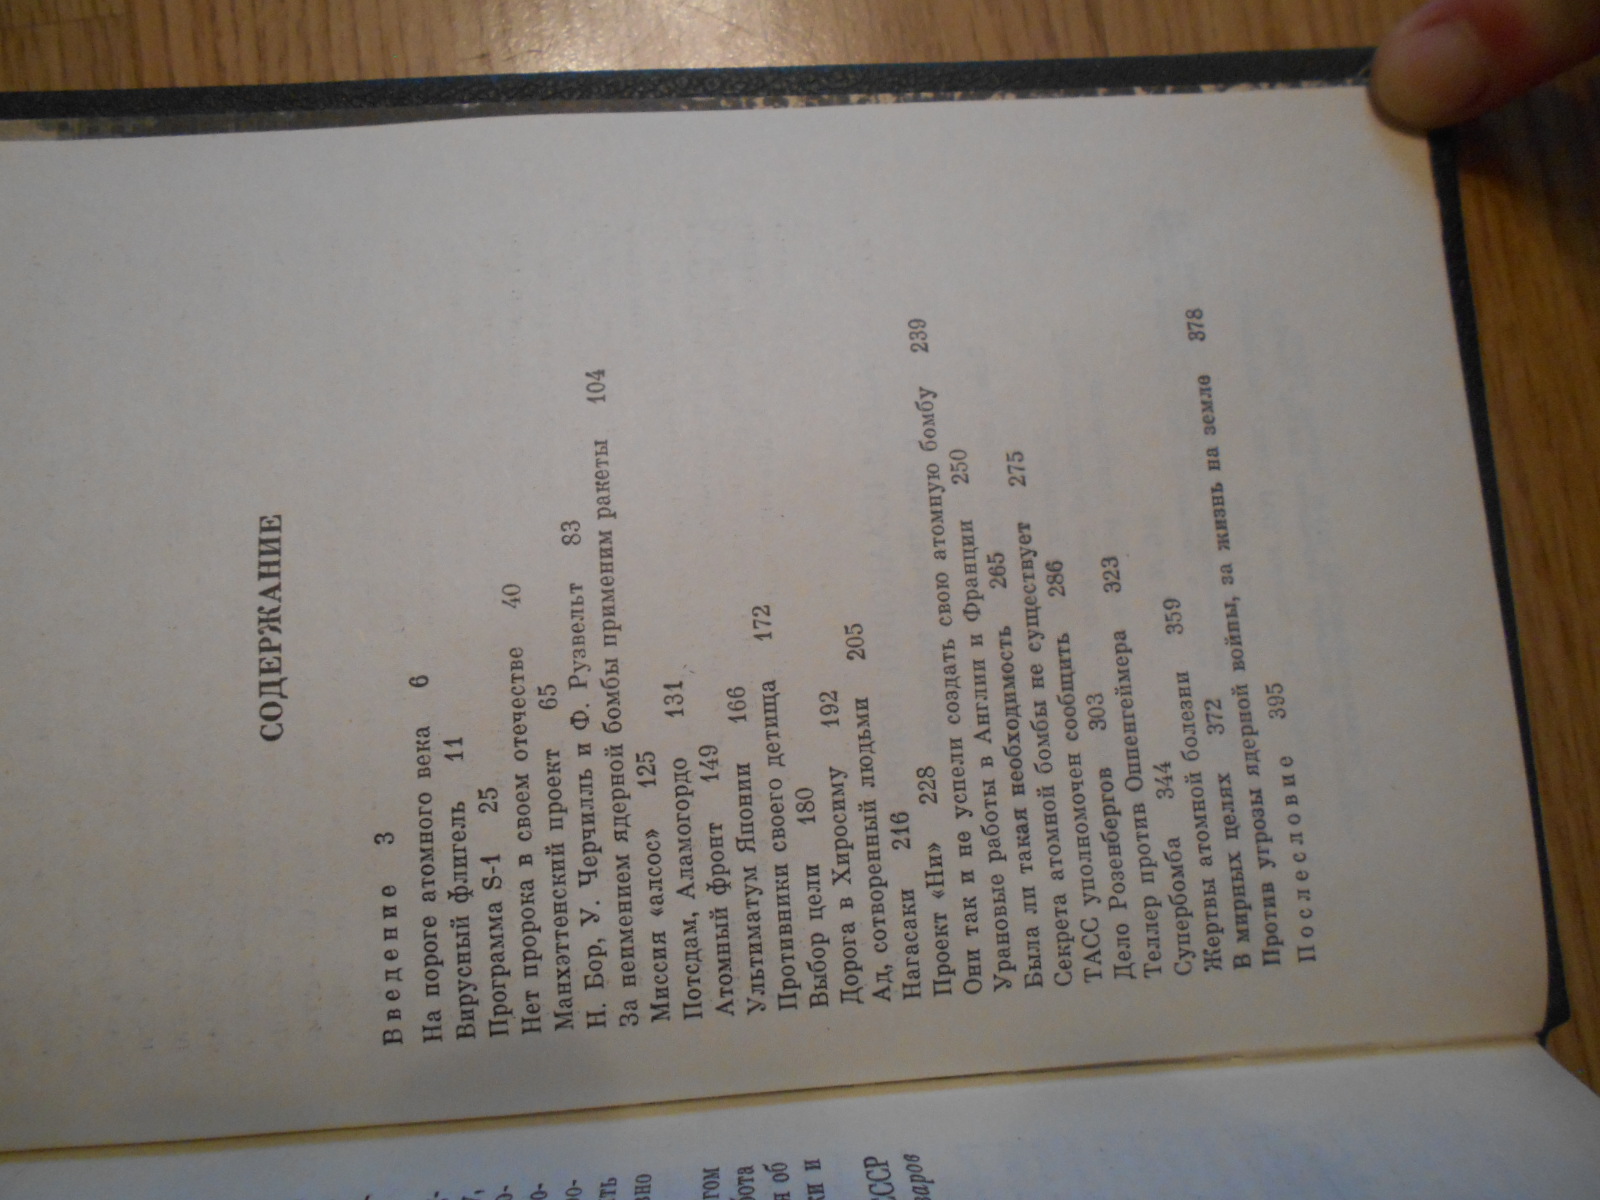 СОДЕРЖАНИЕ
Введение 3
На пороге атомного века 6
Вирусный флигель 11
Программа S-1 25
Нет пророка в своем отечестве 40
Манхэттенский проект 65
Н. Бор, У. Черчилль и Ф. Рузвельт 83
За неимением ядерной бомбы применим ракеты 104
Миссия «алсос» 125
Потсдам, Аламогордо 131
Атомный фронт 149
Ультиматум Японии 166
Противники своего детища 172
Выбор цели 180
Дорога в Хиросиму 192
Ад, сотворенный людьми 205
Нагасаки 216
Проект «Ни» 228
Они так и не успели создать свою атомную бомбу 239
Урановые работы в Англии и Франции 250
Была ли такая необходимость 265
Секрета атомной бомбы не существует 275
ТАСС уполномочен сообщить 286
Дело Розенбергов 303
Теллер против Оппенгеймера 323
Супербомба 344
Жертвы атомной болезни 359
В мирных целях 372
Против угрозы ядерной войны, за жизнь на земле 378
Послесловие 395